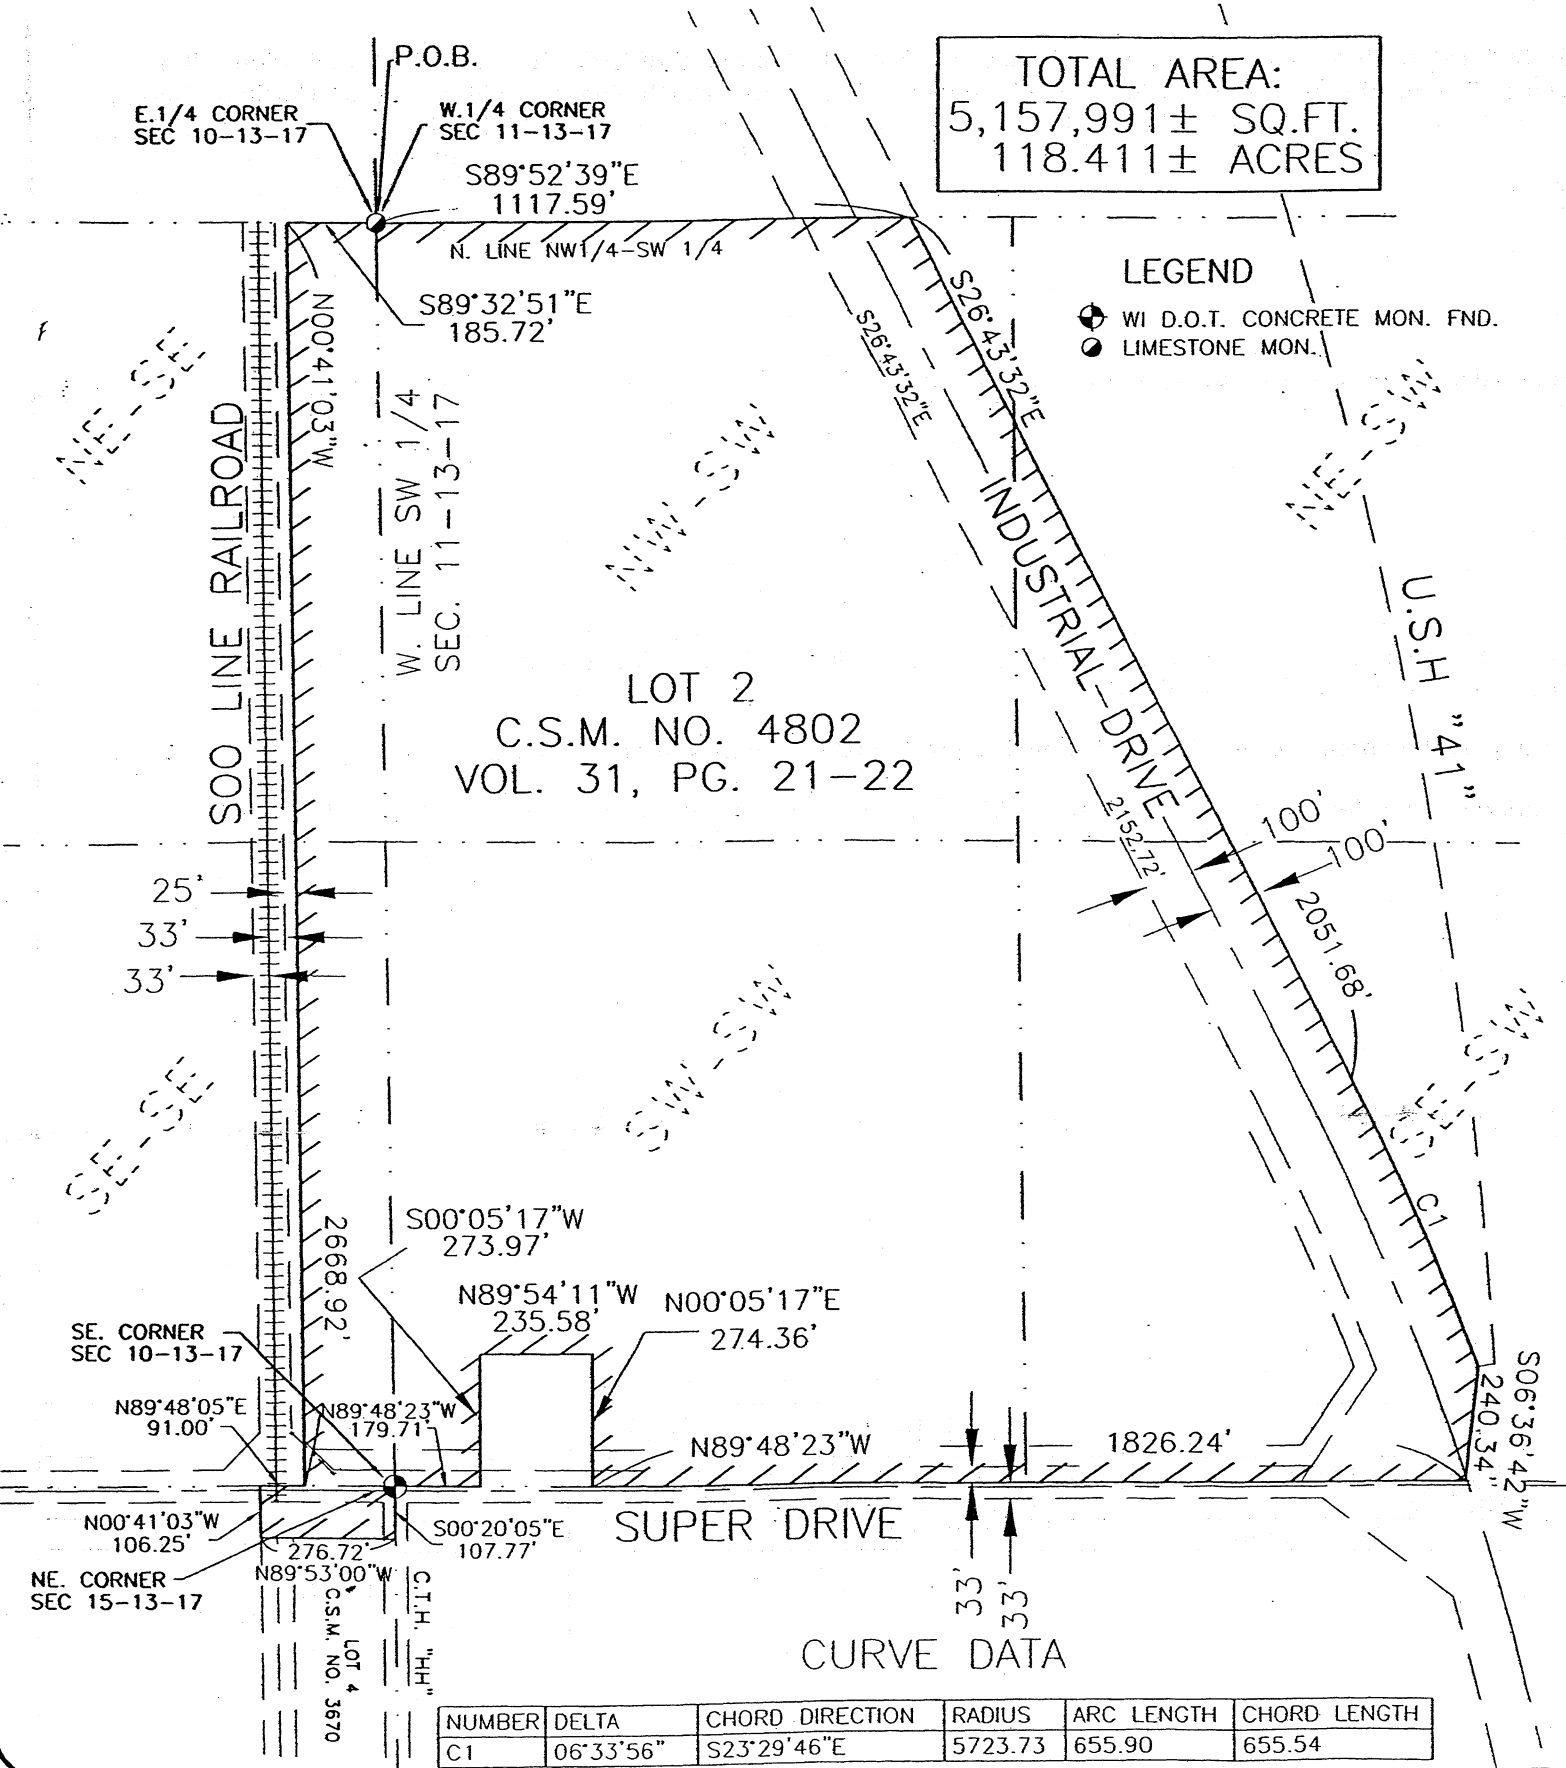 P.O.B.
E.1/4 CORNER
SEC 10-13-17
W.1/4 CORNER
SEC 11-13-17
TOTAL AREA:
5,157,991± SQ.FT.
118.411± ACRES
S89°52'39"E
1117.59'
N. LINE NW1/4-SW 1/4
S89°32'51"E
185.72'
LEGEND
WI D.O.T. CONCRETE MON. FND.
LIMESTONE MON.
N00°41'03"W
2668.92'
SOO LINE RAILROAD
W. LINE SW 1/4
SEC. 11-13-17
NE-SE
NW-SW
NE-SW
S26°43'32"E
S26°43'32"E
INDUSTRIAL DRIVE
U.S.H "41"
LOT 2
C.S.M. NO. 4802
VOL. 31, PG. 21-22
2152.72'
100'
100'
2051.68'
25'
33'
33'
SE-SE
SW-SW
SE-SW
C1
S00°05'17"W
273.97'
N89°54'11"W
235.58'
N00°05'17"E
274.36'
SE. CORNER
SEC 10-13-17
N89°48'05"E
91.00'
N89°48'23"W
179.71'
N89°48'23"W
1826.24'
S06°36'42"W
240.34'
N00°41'03"W
106.25'
276.72'
N89°53'00"W
S00°20'05"E
107.77'
SUPER DRIVE
33'
33'
NE. CORNER
SEC 15-13-17
LOT 4
C.S.M. NO. 3670
C.T.H. "HH"
CURVE DATA
NUMBER DELTA CHORD DIRECTION RADIUS ARC LENGTH CHORD LENGTH
C1 06°33'56" S23°29'46"E 5723.73 655.90 655.54